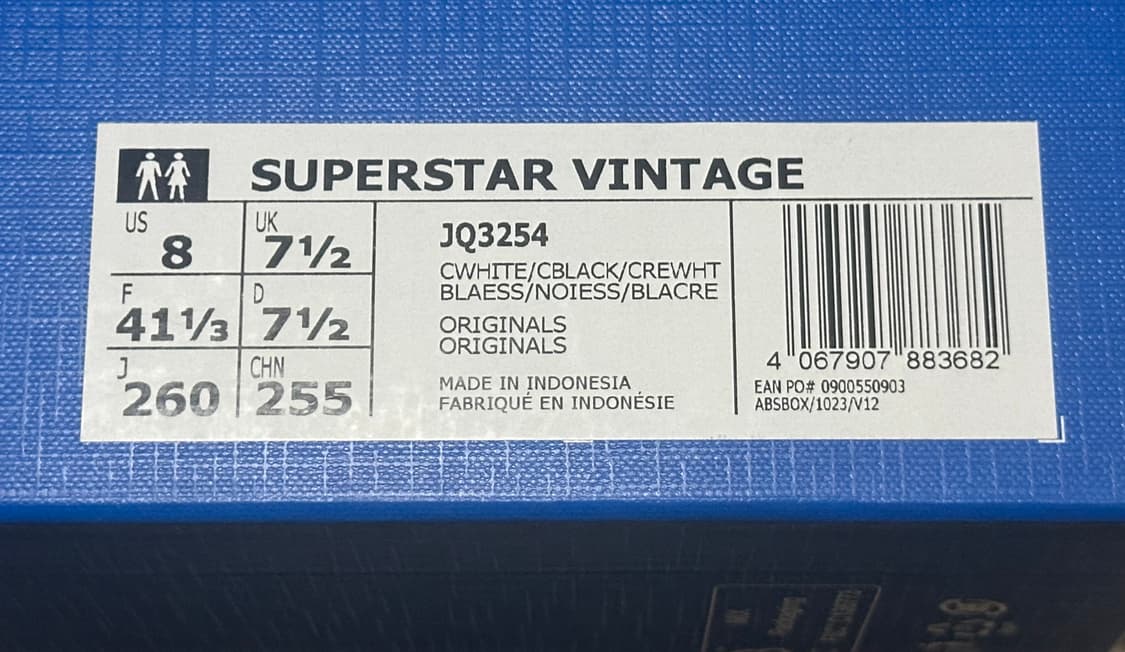 SUPERSTAR VINTAGE
US
8
UK
7½
F
41⅓
D
7½
J
260
CHN
255
JQ3254
CWHITE/CBLACK/CREWHT
BLAESS/NOIESS/BLACRE
ORIGINALS
ORIGINALS
MADE IN INDONESIA
FABRIQUÉ EN INDONÉSIE
4 067907 883682
EAN PO# 0900550903
ABSBOX/1023/V12